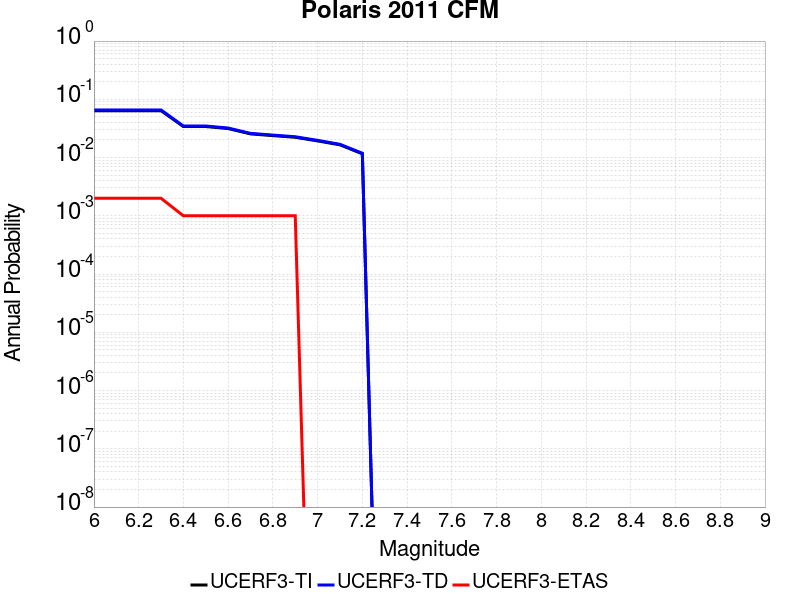 Polaris 2011 CFM
10^0
10^-1
10^-2
10^-3
10^-4
10^-5
10^-6
10^-7
10^-8
Annual Probability
6 6.2 6.4 6.6 6.8 7 7.2 7.4 7.6 7.8 8 8.2 8.4 8.6 8.8 9
Magnitude
UCERF3-TI UCERF3-TD UCERF3-ETAS